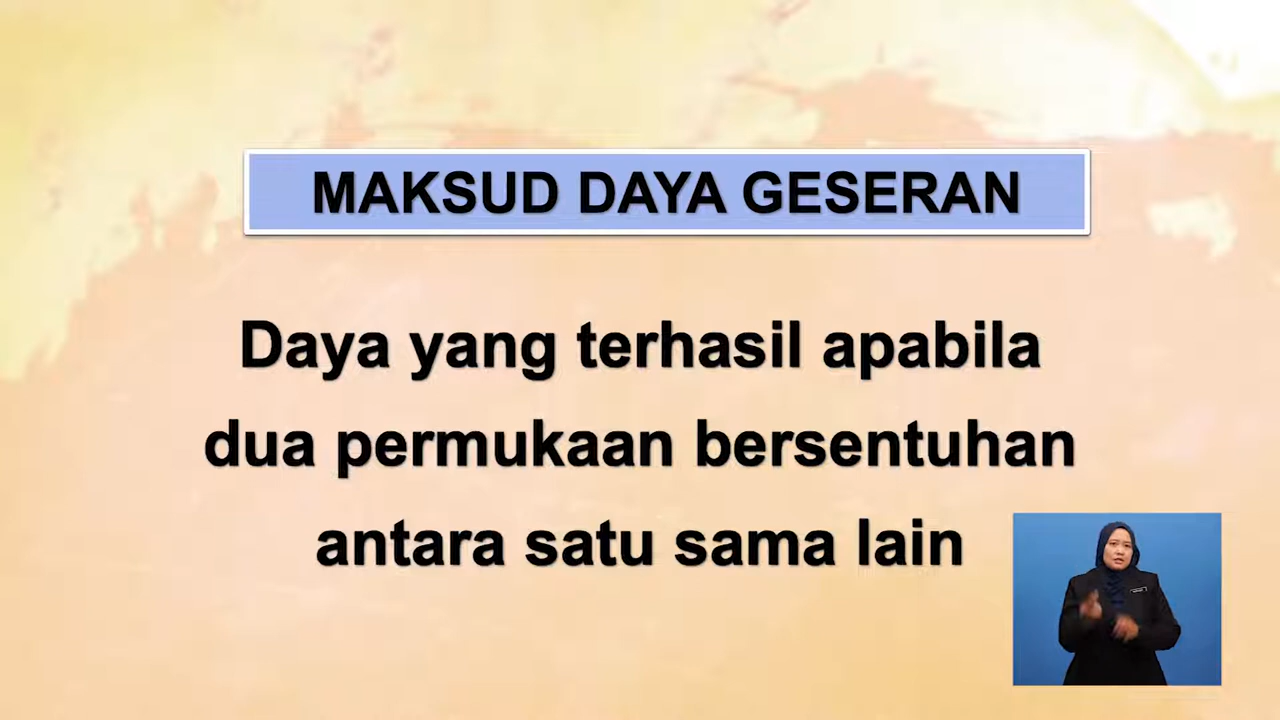 MAKSUD DAYA GESERAN
Daya yang terhasil apabila
dua permukaan bersentuhan
antara satu sama lain